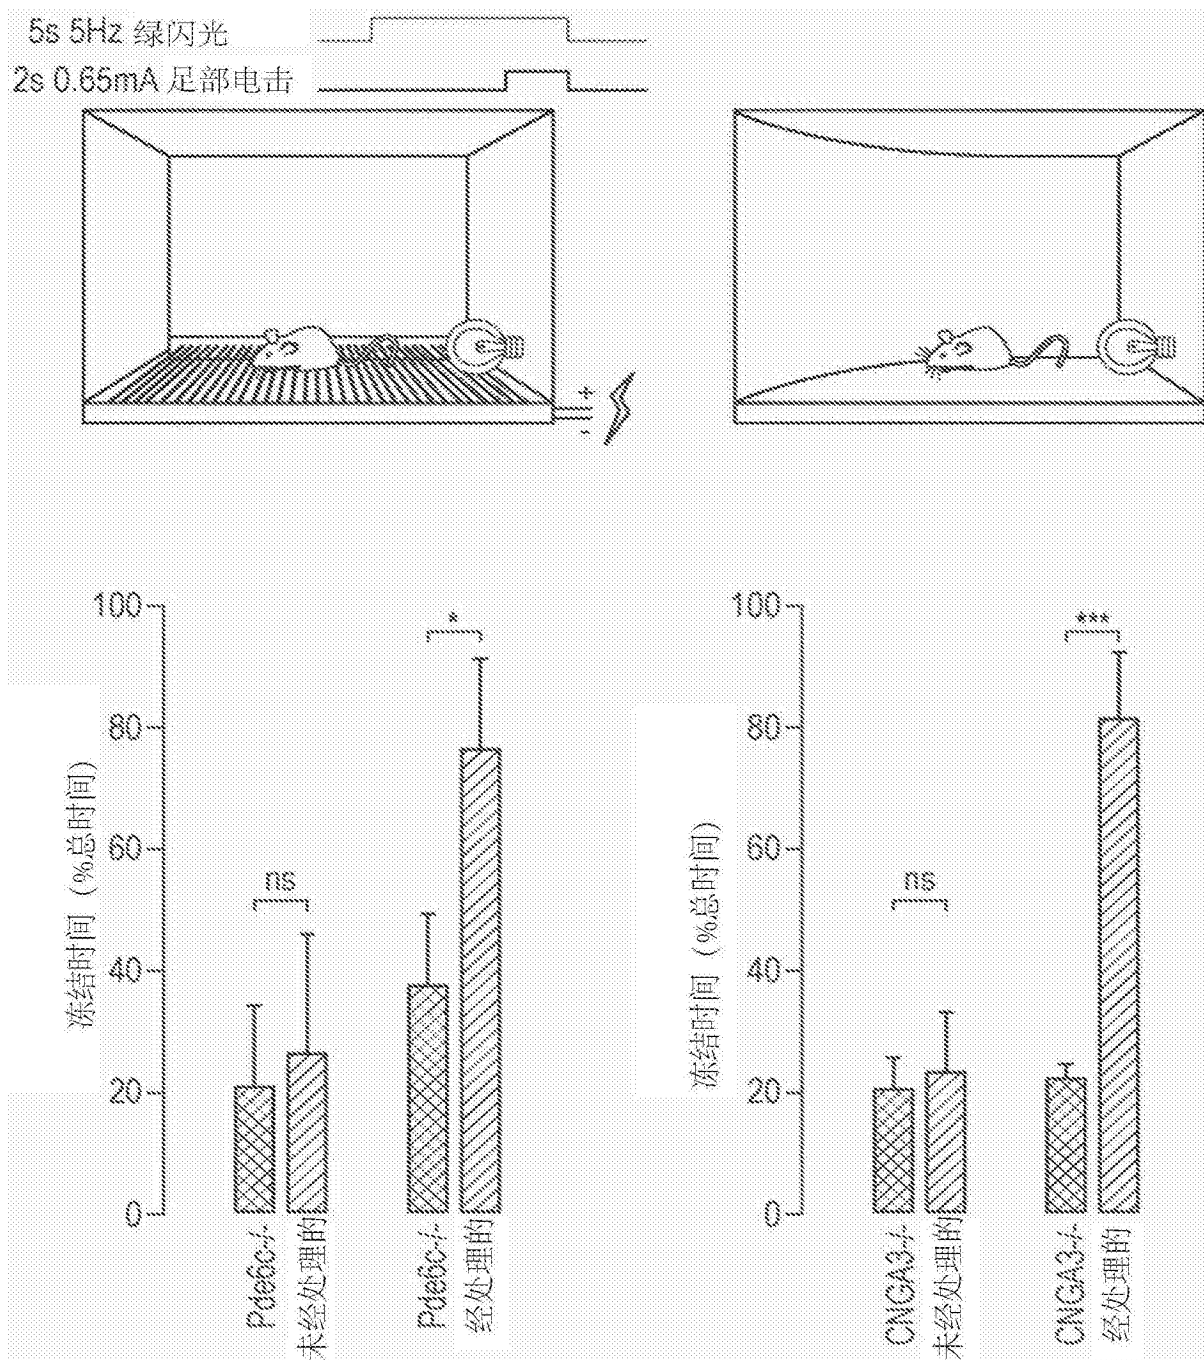 5s 5Hz 绿闪光
2s 0.65mA 足部电击
+
-
冻结时间（%总时间）
100
80
60
40
20
0
ns
*
Pde6c-/-
未经处理的
Pde6c-/-
经处理的
冻结时间（%总时间）
100
80
60
40
20
0
ns
***
CNGA3-/-
未经处理的
CNGA3-/-
经处理的